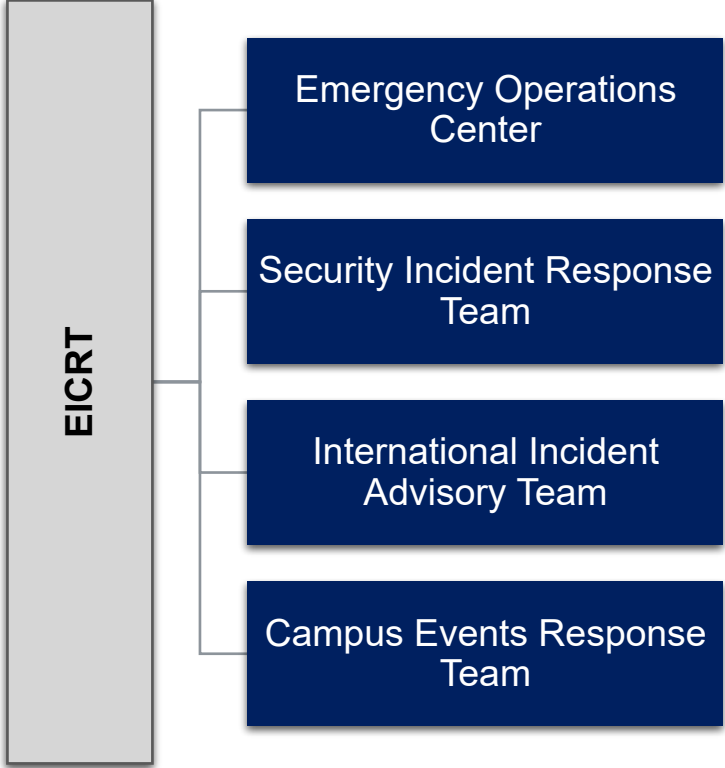 EICRT
Emergency Operations
Center
Security Incident Response
Team
International Incident
Advisory Team
Campus Events Response
Team